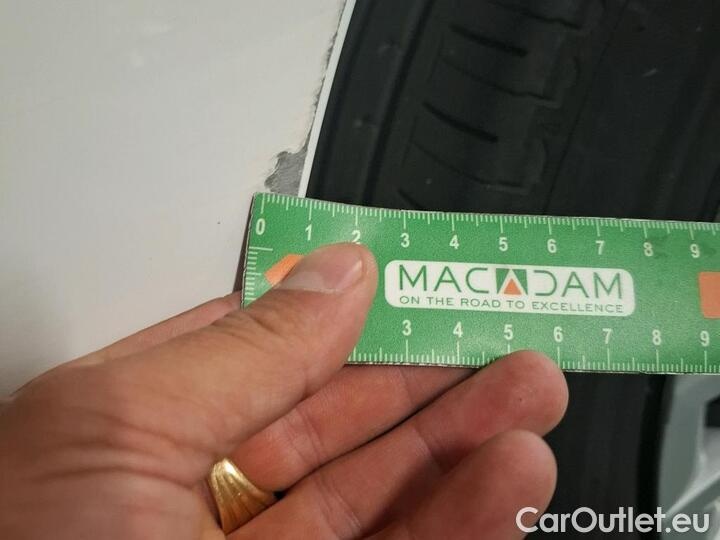 0 1 2 3 4 5 6 7 8 9
MACADAM
ON THE ROAD TO EXCELLENCE
3 4 5 6 7 8 9
CarOutlet.eu